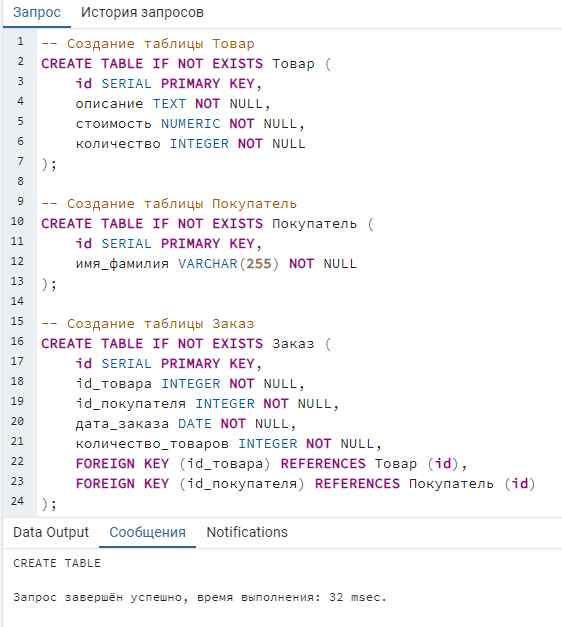 Запрос История запросов
1 -- Создание таблицы Товар
2 CREATE TABLE IF NOT EXISTS Товар (
3 id SERIAL PRIMARY KEY,
4 описание TEXT NOT NULL,
5 стоимость NUMERIC NOT NULL,
6 количество INTEGER NOT NULL
7 );
8
9 -- Создание таблицы Покупатель
10 CREATE TABLE IF NOT EXISTS Покупатель (
11 id SERIAL PRIMARY KEY,
12 имя_фамилия VARCHAR(255) NOT NULL
13 );
14
15 -- Создание таблицы Заказ
16 CREATE TABLE IF NOT EXISTS Заказ (
17 id SERIAL PRIMARY KEY,
18 id_товара INTEGER NOT NULL,
19 id_покупателя INTEGER NOT NULL,
20 дата_заказа DATE NOT NULL,
21 количество_товаров INTEGER NOT NULL,
22 FOREIGN KEY (id_товара) REFERENCES Товар (id),
23 FOREIGN KEY (id_покупателя) REFERENCES Покупатель (id)
24 );
Data Output Сообщения Notifications
CREATE TABLE
Запрос завершён успешно, время выполнения: 32 msec.